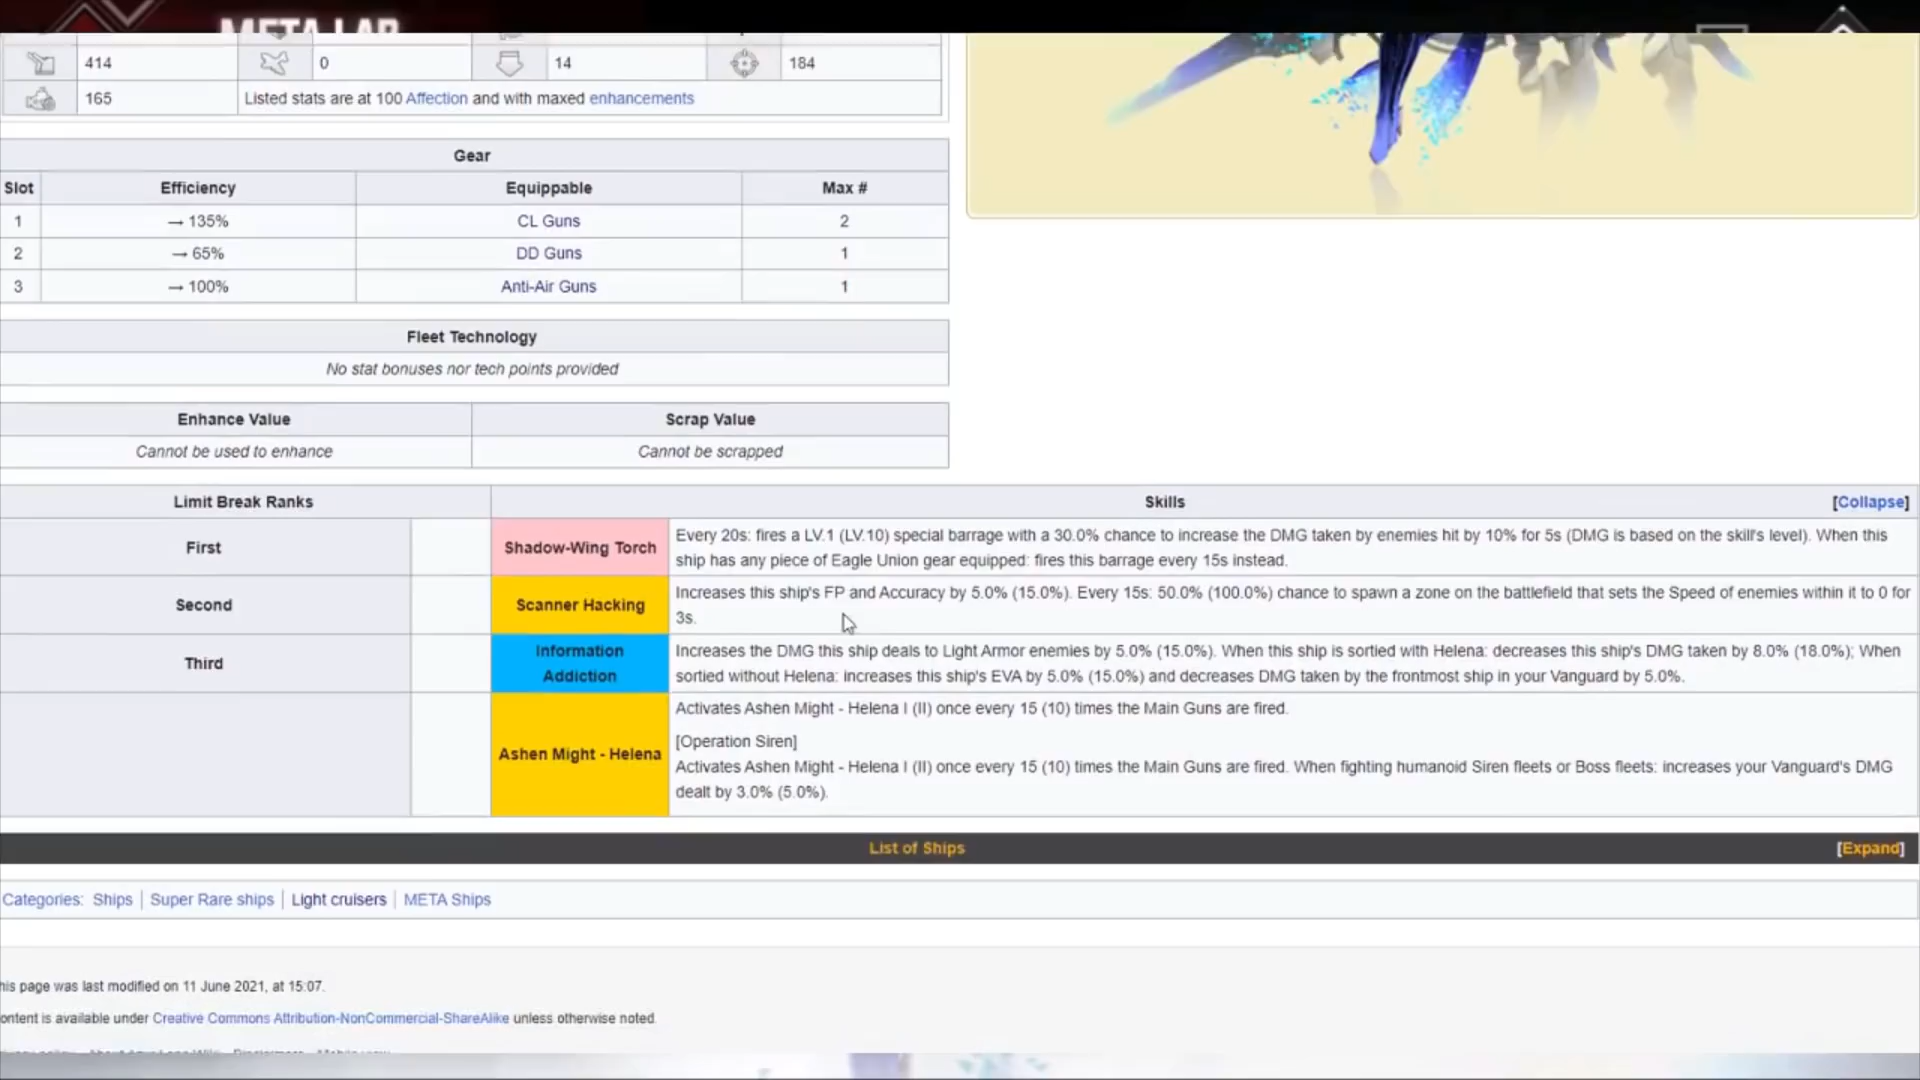 META LAB
414 0 14 184
165 Listed stats are at 100 Affection and with maxed enhancements
Gear
Slot Efficiency Equippable Max #
1 → 135% CL Guns 2
2 → 65% DD Guns 1
3 → 100% Anti-Air Guns 1
Fleet Technology
No stat bonuses nor tech points provided
Enhance Value Scrap Value
Cannot be used to enhance Cannot be scrapped
Limit Break Ranks Skills [Collapse]
First Shadow-Wing Torch Every 20s: fires a LV.1 (LV.10) special barrage with a 30.0% chance to increase the DMG taken by enemies hit by 10% for 5s (DMG is based on the skill's level). When this
ship has any piece of Eagle Union gear equipped: fires this barrage every 15s instead.
Second Scanner Hacking Increases this ship's FP and Accuracy by 5.0% (15.0%). Every 15s: 50.0% (100.0%) chance to spawn a zone on the battlefield that sets the Speed of enemies within it to 0 for
3s.
Third Information Increases the DMG this ship deals to Light Armor enemies by 5.0% (15.0%). When this ship is sortied with Helena: decreases this ship's DMG taken by 8.0% (18.0%); When
Addiction sortied without Helena: increases this ship's EVA by 5.0% (15.0%) and decreases DMG taken by the frontmost ship in your Vanguard by 5.0%.
Ashen Might - Helena Activates Ashen Might - Helena I (II) once every 15 (10) times the Main Guns are fired.
[Operation Siren]
Activates Ashen Might - Helena I (II) once every 15 (10) times the Main Guns are fired. When fighting humanoid Siren fleets or Boss fleets: increases your Vanguard's DMG
dealt by 3.0% (5.0%).
List of Ships [Expand]
Categories: Ships | Super Rare ships | Light cruisers | META Ships
his page was last modified on 11 June 2021, at 15:07.
ontent is available under Creative Commons Attribution-NonCommercial-ShareAlike unless otherwise noted.